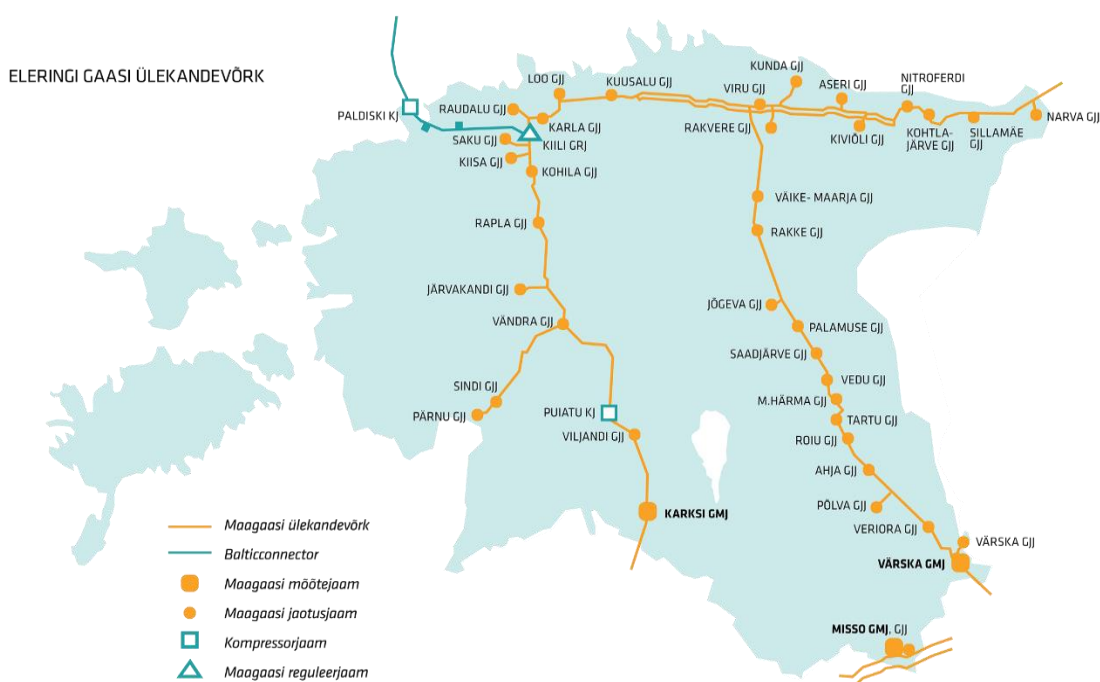 ELERINGI GAASI ÜLEKANDEVÕRK
PALDISKI KJ
RAUDALU GJJ
LOO GJJ
KUUSALU GJJ
VIRU GJJ
KUNDA GJJ
ASERI GJJ
NITROFERDI
GJJ
KARLA GJJ
SAKU GJJ
KIILI GRJ
KIISA GJJ
KOHILA GJJ
RAKVERE GJJ
KIVIÕLI GJJ
KOHTLA-
JÄRVE GJJ
SILLAMÄE
GJJ
NARVA GJJ
RAPLA GJJ
VÄIKE- MAARJA GJJ
RAKKE GJJ
JÄRVAKANDI GJJ
VÄNDRA GJJ
JÕGEVA GJJ
PALAMUSE GJJ
SAADJÄRVE GJJ
VEDU GJJ
SINDI GJJ
PÄRNU GJJ
PUIATU KJ
VILJANDI GJJ
M.HÄRMA GJJ
TARTU GJJ
ROIU GJJ
AHJA GJJ
PÕLVA GJJ
KARKSI GMJ
VERIORA GJJ
VÄRSKA GJJ
VÄRSKA GMJ
MISSO GMJ, GJJ
Maagaasi ülekandevõrk
Balticconnector
Maagaasi mõõtejaam
Maagaasi jaotusjaam
Kompressorjaam
Maagaasi reguleerjaam